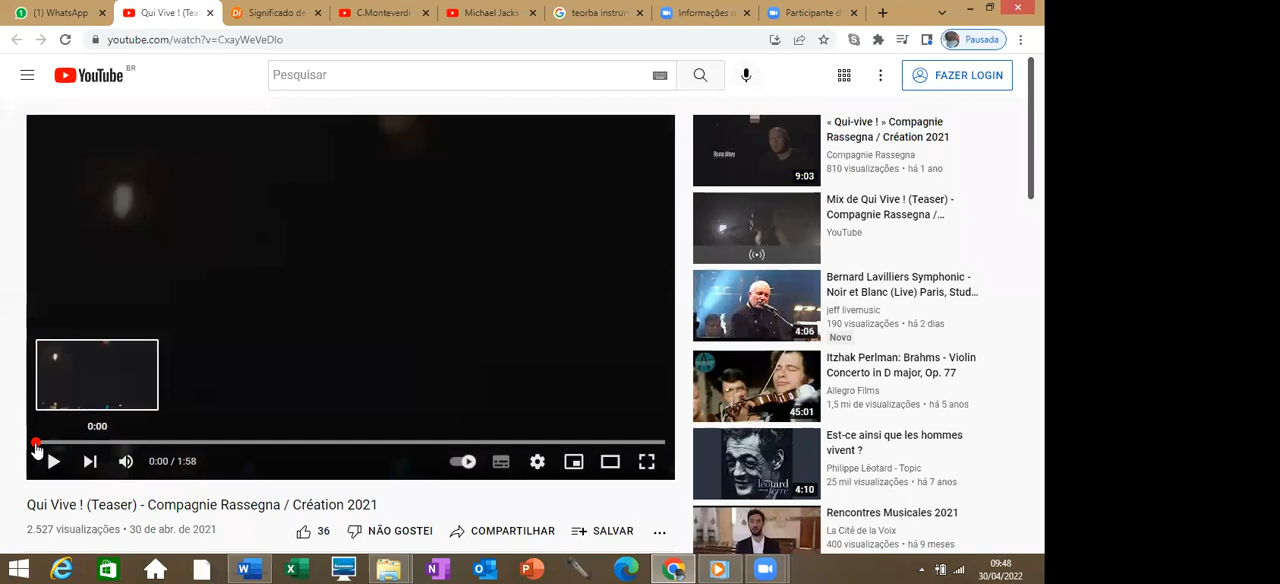 (1) WhatsApp
Qui Vive ! (Tea
Significado de
C.Monteverdi
Michael Jacks
teorba instrum
Informações o
Participante d
youtube.com/watch?v=CxayWeVeDIo
Pausada
YouTube BR
Pesquisar
FAZER LOGIN
0:00
0:00 / 1:58
Qui Vive ! (Teaser) - Compagnie Rassegna / Création 2021
2.527 visualizações • 30 de abr. de 2021
36
NÃO GOSTEI
COMPARTILHAR
SALVAR
9:03
« Qui-vive ! » Compagnie
Rassegna / Création 2021
Compagnie Rassegna
810 visualizações • há 1 ano
Mix de Qui Vive ! (Teaser) -
Compagnie Rassegna /...
YouTube
4:06
Bernard Lavilliers Symphonic -
Noir et Blanc (Live) Paris, Stud...
jeff livemusic
190 visualizações • há 2 dias
Novo
45:01
Itzhak Perlman: Brahms - Violin
Concerto in D major, Op. 77
Allegro Films
1,5 mi de visualizações • há 5 anos
4:10
Est-ce ainsi que les hommes
vivent ?
Philippe Léotard - Topic
25 mil visualizações • há 7 anos
Rencontres Musicales 2021
La Cité de la Voix
400 visualizações • há 9 meses
09:48
30/04/2022